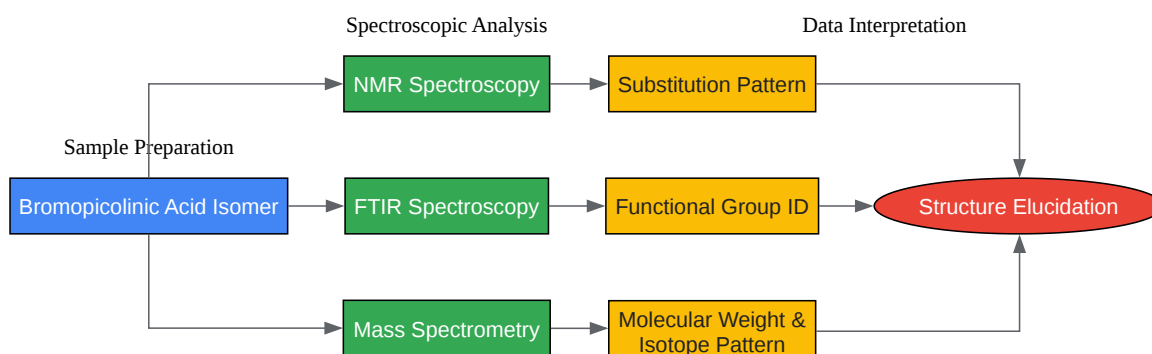 Spectroscopic Analysis
Data Interpretation
NMR Spectroscopy
Substitution Pattern
Sample Preparation
Bromopicolinic Acid Isomer
FTIR Spectroscopy
Functional Group ID
Structure Elucidation
Mass Spectrometry
Molecular Weight &
Isotope Pattern